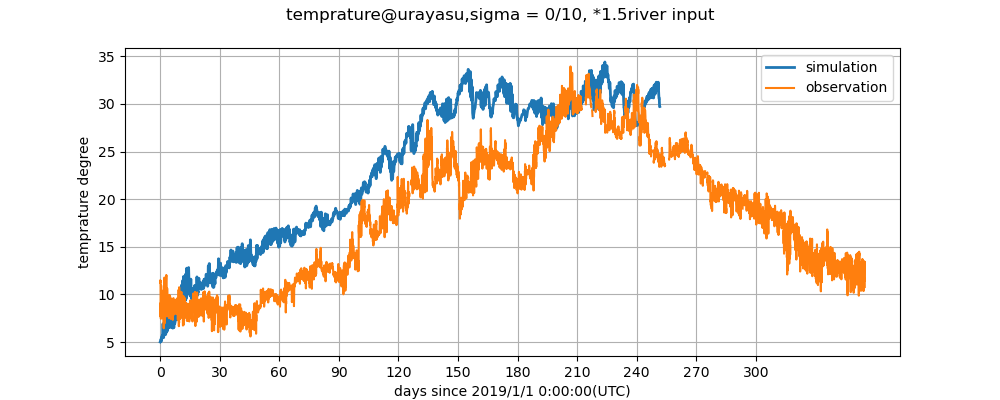 temprature@urayasu,sigma = 0/10, *1.5river input
simulation
observation
temprature degree
35
30
25
20
15
10
5
0 30 60 90 120 150 180 210 240 270 300
days since 2019/1/1 0:00:00(UTC)